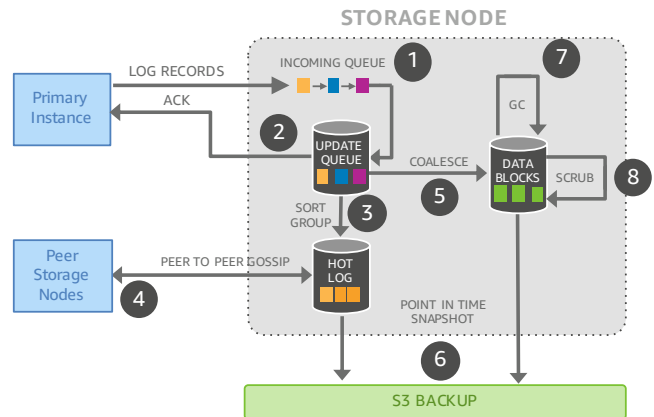 STORAGE NODE
INCOMING QUEUE
1
7
LOG RECORDS
Primary
Instance
ACK
2
GC
UPDATE
QUEUE
COALESCE
5
DATA
BLOCKS
SCRUB
8
SORT
GROUP
3
Peer
Storage
Nodes
PEER TO PEER GOSSIP
4
HOT
LOG
POINT IN TIME
SNAPSHOT
6
S3 BACKUP